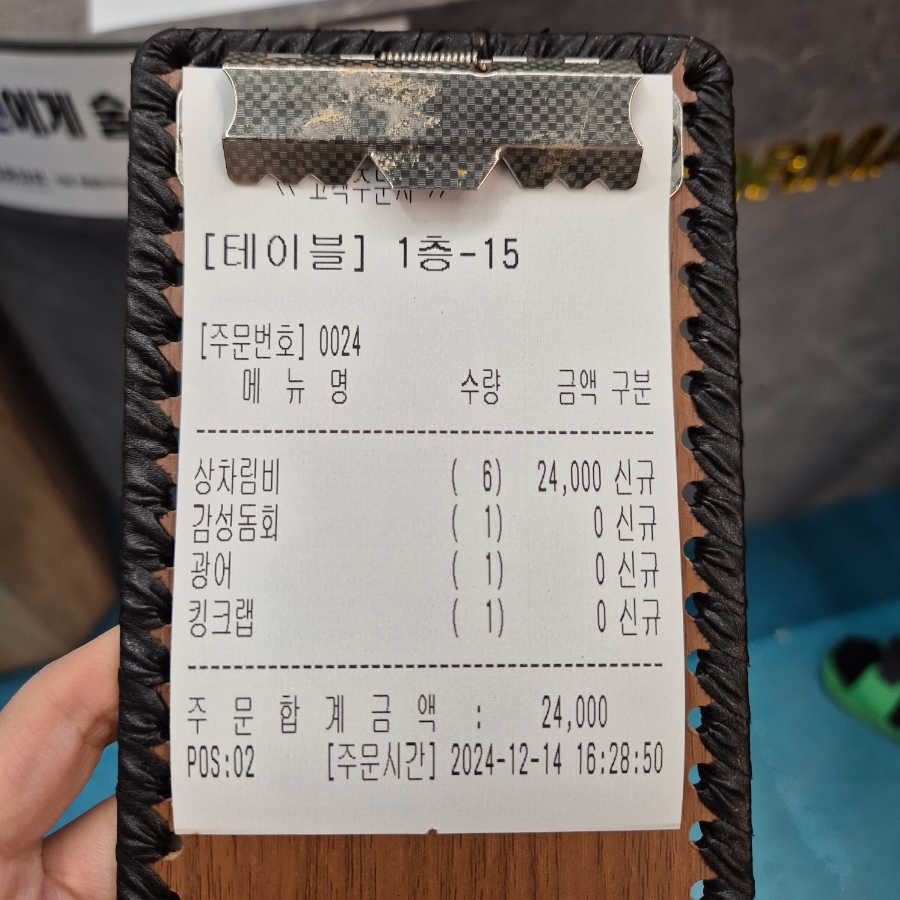 이게 술
[테이블] 1층-15
[주문번호] 0024
메 뉴 명 수량 금액 구분
상차림비 ( 6) 24,000 신규
감성돔회 ( 1) 0 신규
광어 ( 1) 0 신규
킹크랩 ( 1) 0 신규
주 문 합 계 금 액 : 24,000
POS:02 [주문시간] 2024-12-14 16:28:50